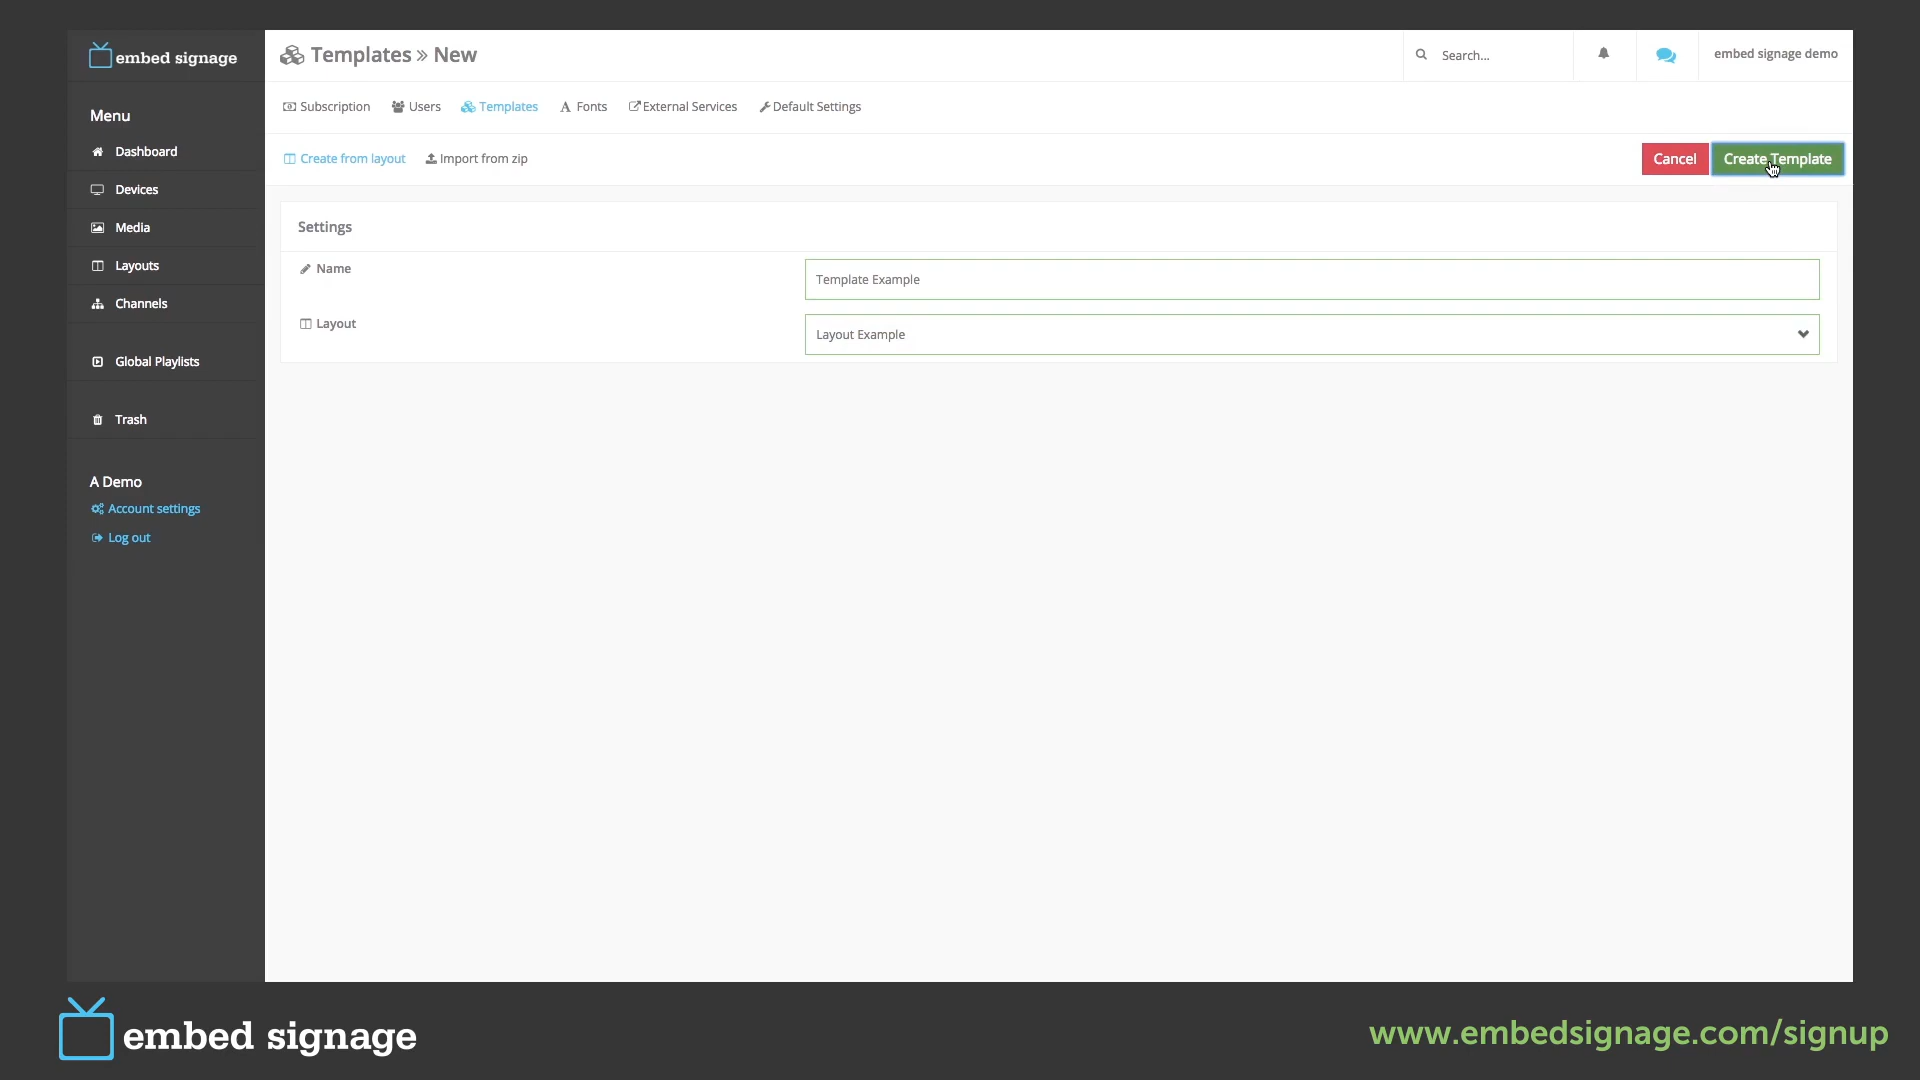 embed signage
Templates » New
Search...
embed signage demo
Menu
Dashboard
Devices
Media
Layouts
Channels
Global Playlists
Trash
A Demo
Account settings
Log out
Subscription
Users
Templates
Fonts
External Services
Default Settings
Create from layout
Import from zip
Cancel
Create Template
Settings
Name
Template Example
Layout
Layout Example
embed signage
www.embedsignage.com/signup